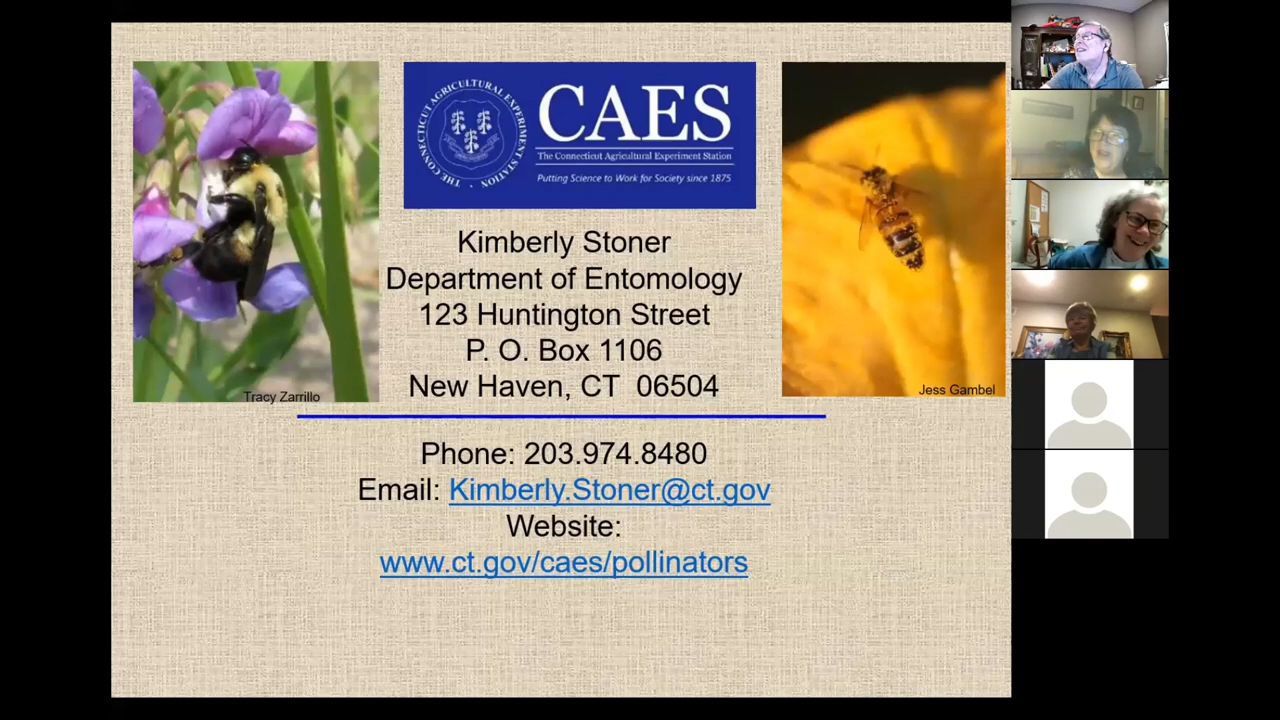 THE CONNECTICUT AGRICULTURAL EXPERIMENT STATION
CAES
The Connecticut Agricultural Experiment Station
Putting Science to Work for Society since 1875
Kimberly Stoner
Department of Entomology
123 Huntington Street
P. O. Box 1106
New Haven, CT 06504
Tracy Zarrillo
Jess Gambel
Phone: 203.974.8480
Email: Kimberly.Stoner@ct.gov
Website:
www.ct.gov/caes/pollinators